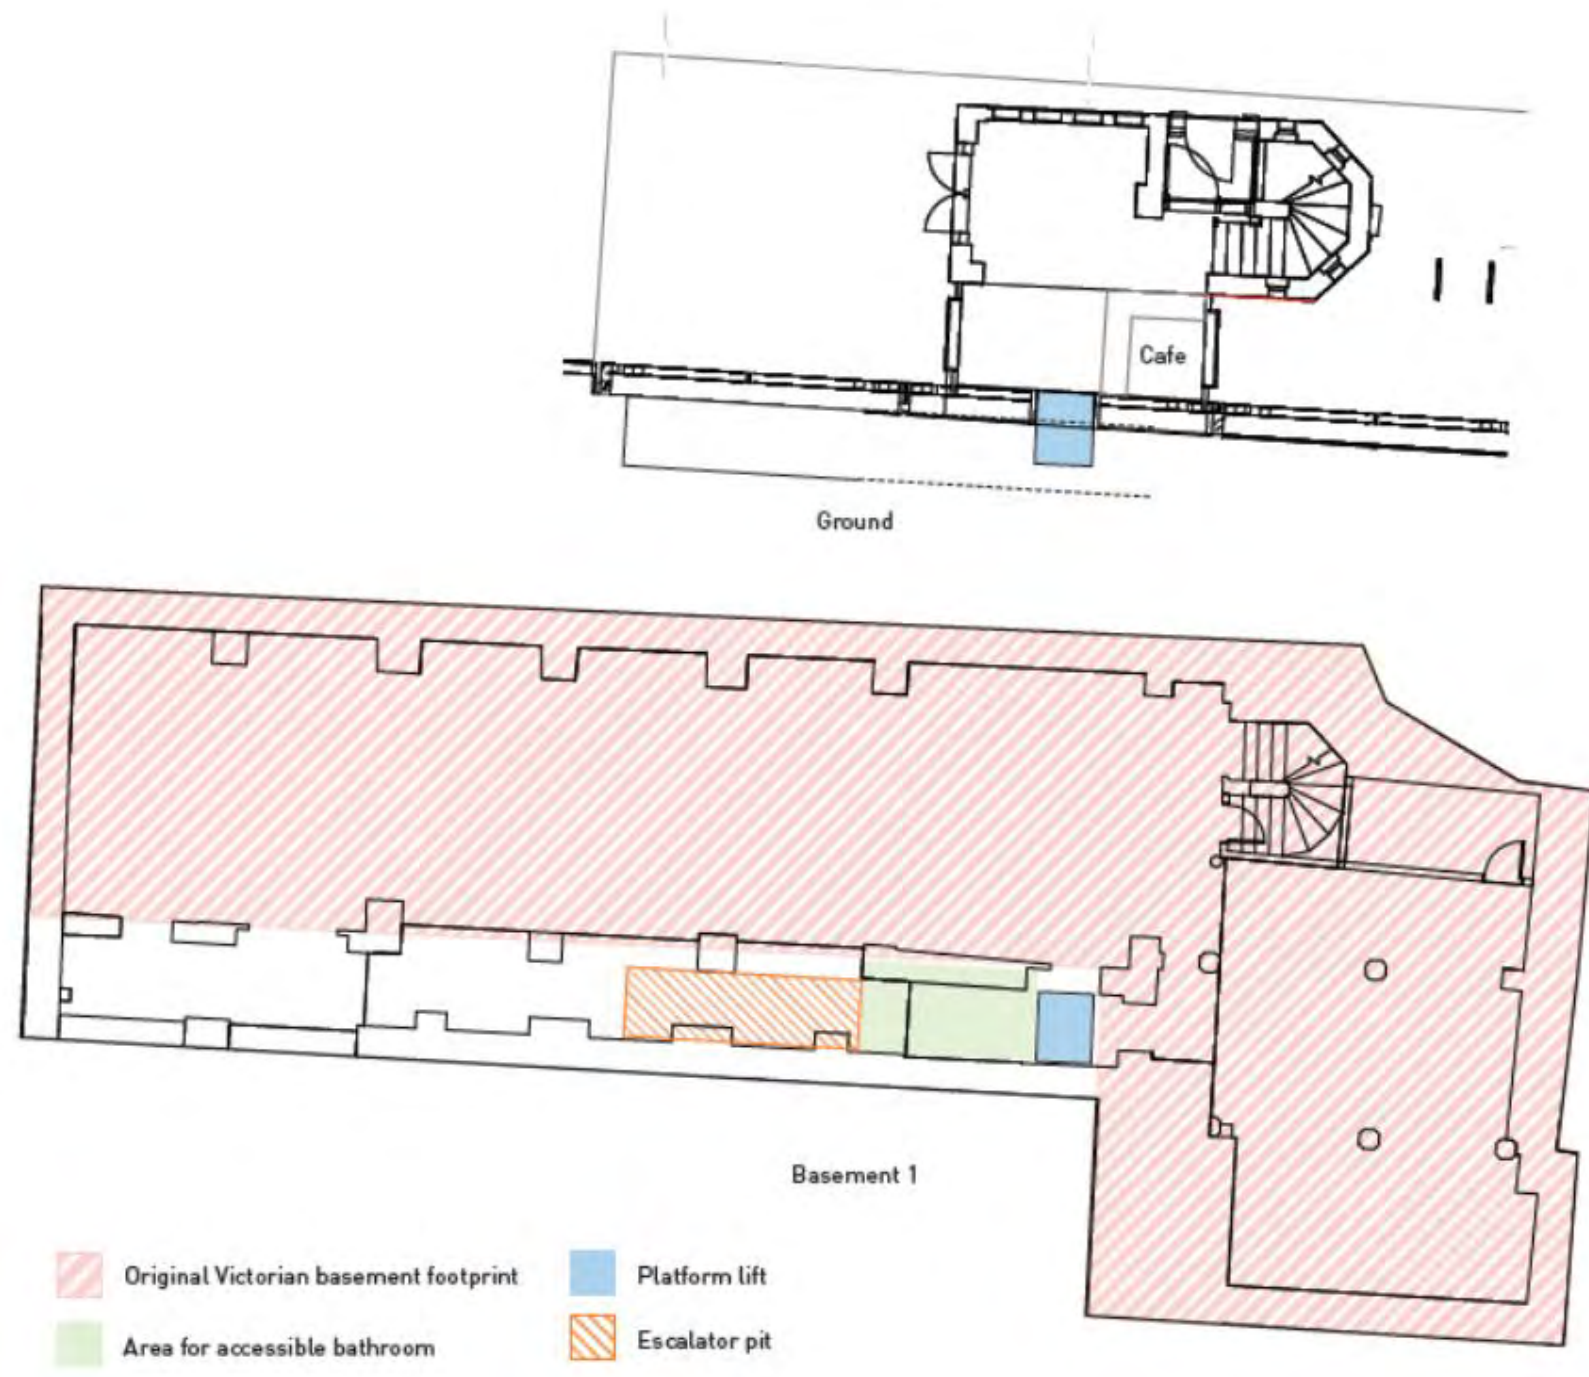 Cafe
Ground
Basement 1
Original Victorian basement footprint
Platform lift
Area for accessible bathroom
Escalator pit